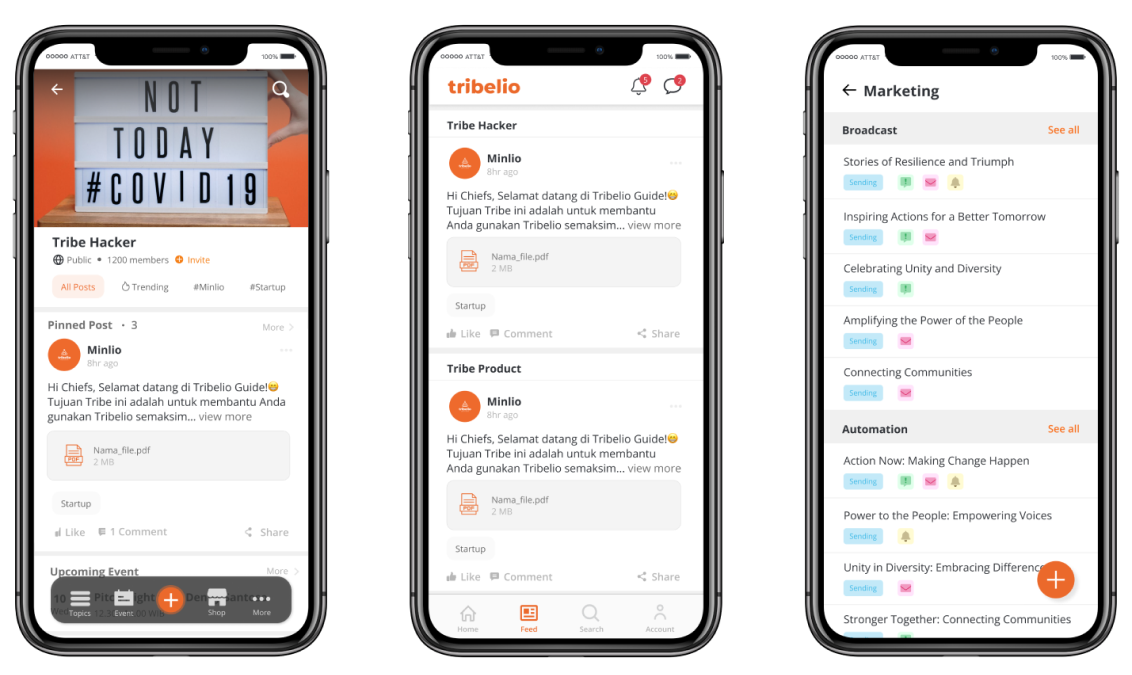 ooooo ATT&T 100%
NOT
TODAY
#COVID19
Tribe Hacker
Public • 1200 members Invite
All Posts Trending #Minlio #Startup
Pinned Post · 3 More >
Minlio
8hr ago
Hi Chiefs, Selamat datang di Tribelio Guide!😄
Tujuan Tribe ini adalah untuk membantu Anda
gunakan Tribelio semaksim... view more
PDF
Nama_file.pdf
2 MB
Startup
Like 1 Comment Share
Upcoming Event More >
10
Topics Event Shop More
ooooo ATT&T 100%
tribelio 5 2
Tribe Hacker
Minlio
8hr ago
Hi Chiefs, Selamat datang di Tribelio Guide!😄
Tujuan Tribe ini adalah untuk membantu
Anda gunakan Tribelio semaksim... view more
PDF
Nama_file.pdf
2 MB
Startup
Like Comment Share
Tribe Product
Minlio
8hr ago
Hi Chiefs, Selamat datang di Tribelio Guide!😄
Tujuan Tribe ini adalah untuk membantu
Anda gunakan Tribelio semaksim... view more
PDF
Nama_file.pdf
2 MB
Startup
Like Comment Share
Home Feed Search Account
ooooo ATT&T 100%
← Marketing
Broadcast See all
Stories of Resilience and Triumph
Sending
Inspiring Actions for a Better Tomorrow
Sending
Celebrating Unity and Diversity
Sending
Amplifying the Power of the People
Sending
Connecting Communities
Sending
Automation See all
Action Now: Making Change Happen
Sending
Power to the People: Empowering Voices
Sending
Unity in Diversity: Embracing Differenc
Sending
Stronger Together: Connecting Communities